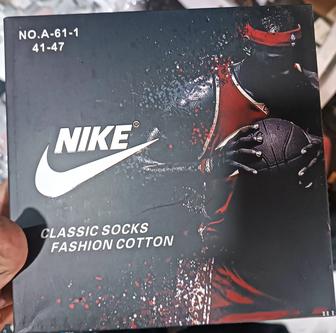 NO.A-61-1
41-47
NIKE®
CLASSIC SOCKS
FASHION COTTON